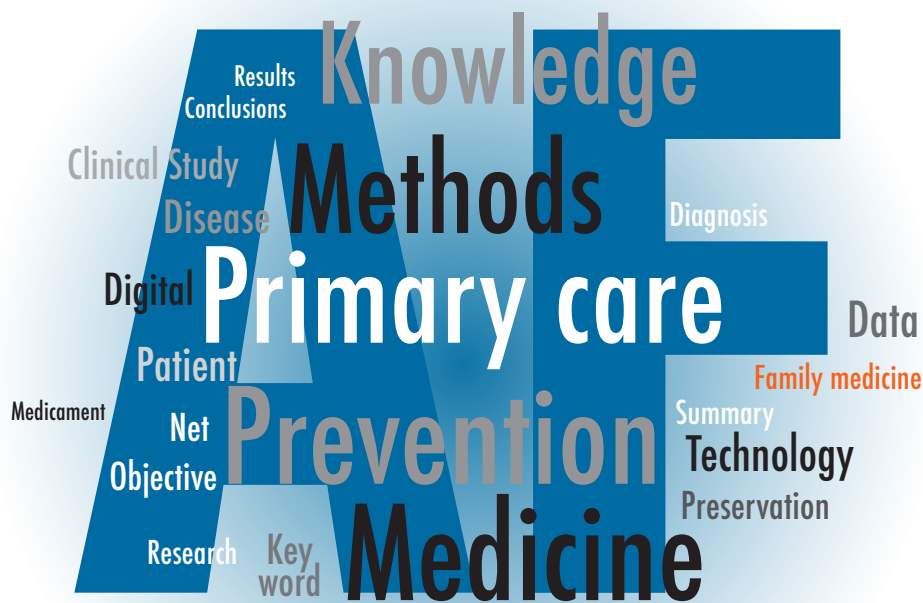 AF
Knowledge
Results
Conclusions
Clinical Study
Methods
Disease
Diagnosis
Primary care
Digital
Data
Patient
Family medicine
Medicament
Net
Prevention
Summary
Technology
Objective
Preservation
Research
Key
word
Medicine